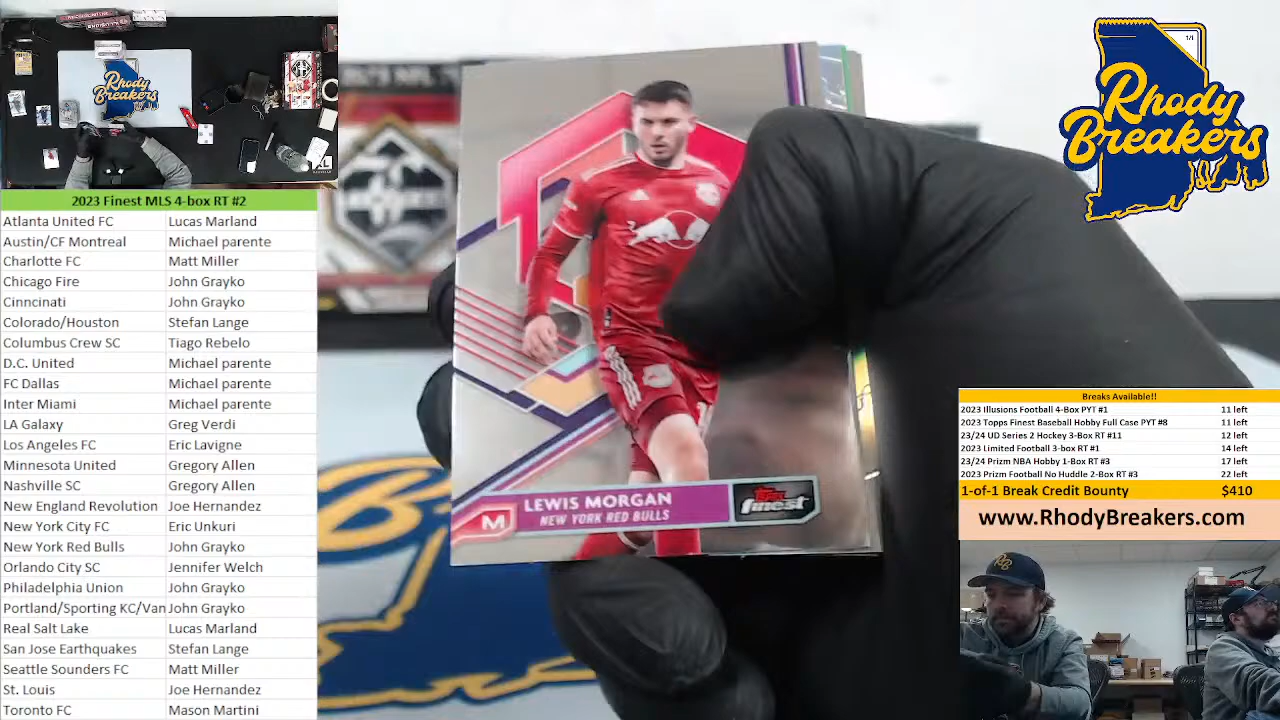 Rhody
Breakers
2023 Finest MLS 4-box RT #2
Atlanta United FC Lucas Marland
Austin/CF Montreal Michael parente
Charlotte FC Matt Miller
Chicago Fire John Grayko
Cinncinati John Grayko
Colorado/Houston Stefan Lange
Columbus Crew SC Tiago Rebelo
D.C. United Michael parente
FC Dallas Michael parente
Inter Miami Michael parente
LA Galaxy Greg Verdi
Los Angeles FC Eric Lavigne
Minnesota United Gregory Allen
Nashville SC Gregory Allen
New England Revolution Joe Hernandez
New York City FC Eric Unkuri
New York Red Bulls John Grayko
Orlando City SC Jennifer Welch
Philadelphia Union John Grayko
Portland/Sporting KC/Van John Grayko
Real Salt Lake Lucas Marland
San Jose Earthquakes Stefan Lange
Seattle Sounders FC Matt Miller
St. Louis Joe Hernandez
Toronto FC Mason Martini
M
LEWIS MORGAN
NEW YORK RED BULLS
Topps
finest
1/1
Rhody
Breakers
Breaks Available!!
2023 Illusions Football 4-Box PYT #1 11 left
2023 Topps Finest Baseball Hobby Full Case PYT #8 11 left
23/24 UD Series 2 Hockey 3-Box RT #11 12 left
2023 Limited Football 3-box RT #1 14 left
23/24 Prizm NBA Hobby 1-Box RT #3 17 left
2023 Prizm Football No Huddle 2-Box RT #3 22 left
1-of-1 Break Credit Bounty $410
www.RhodyBreakers.com